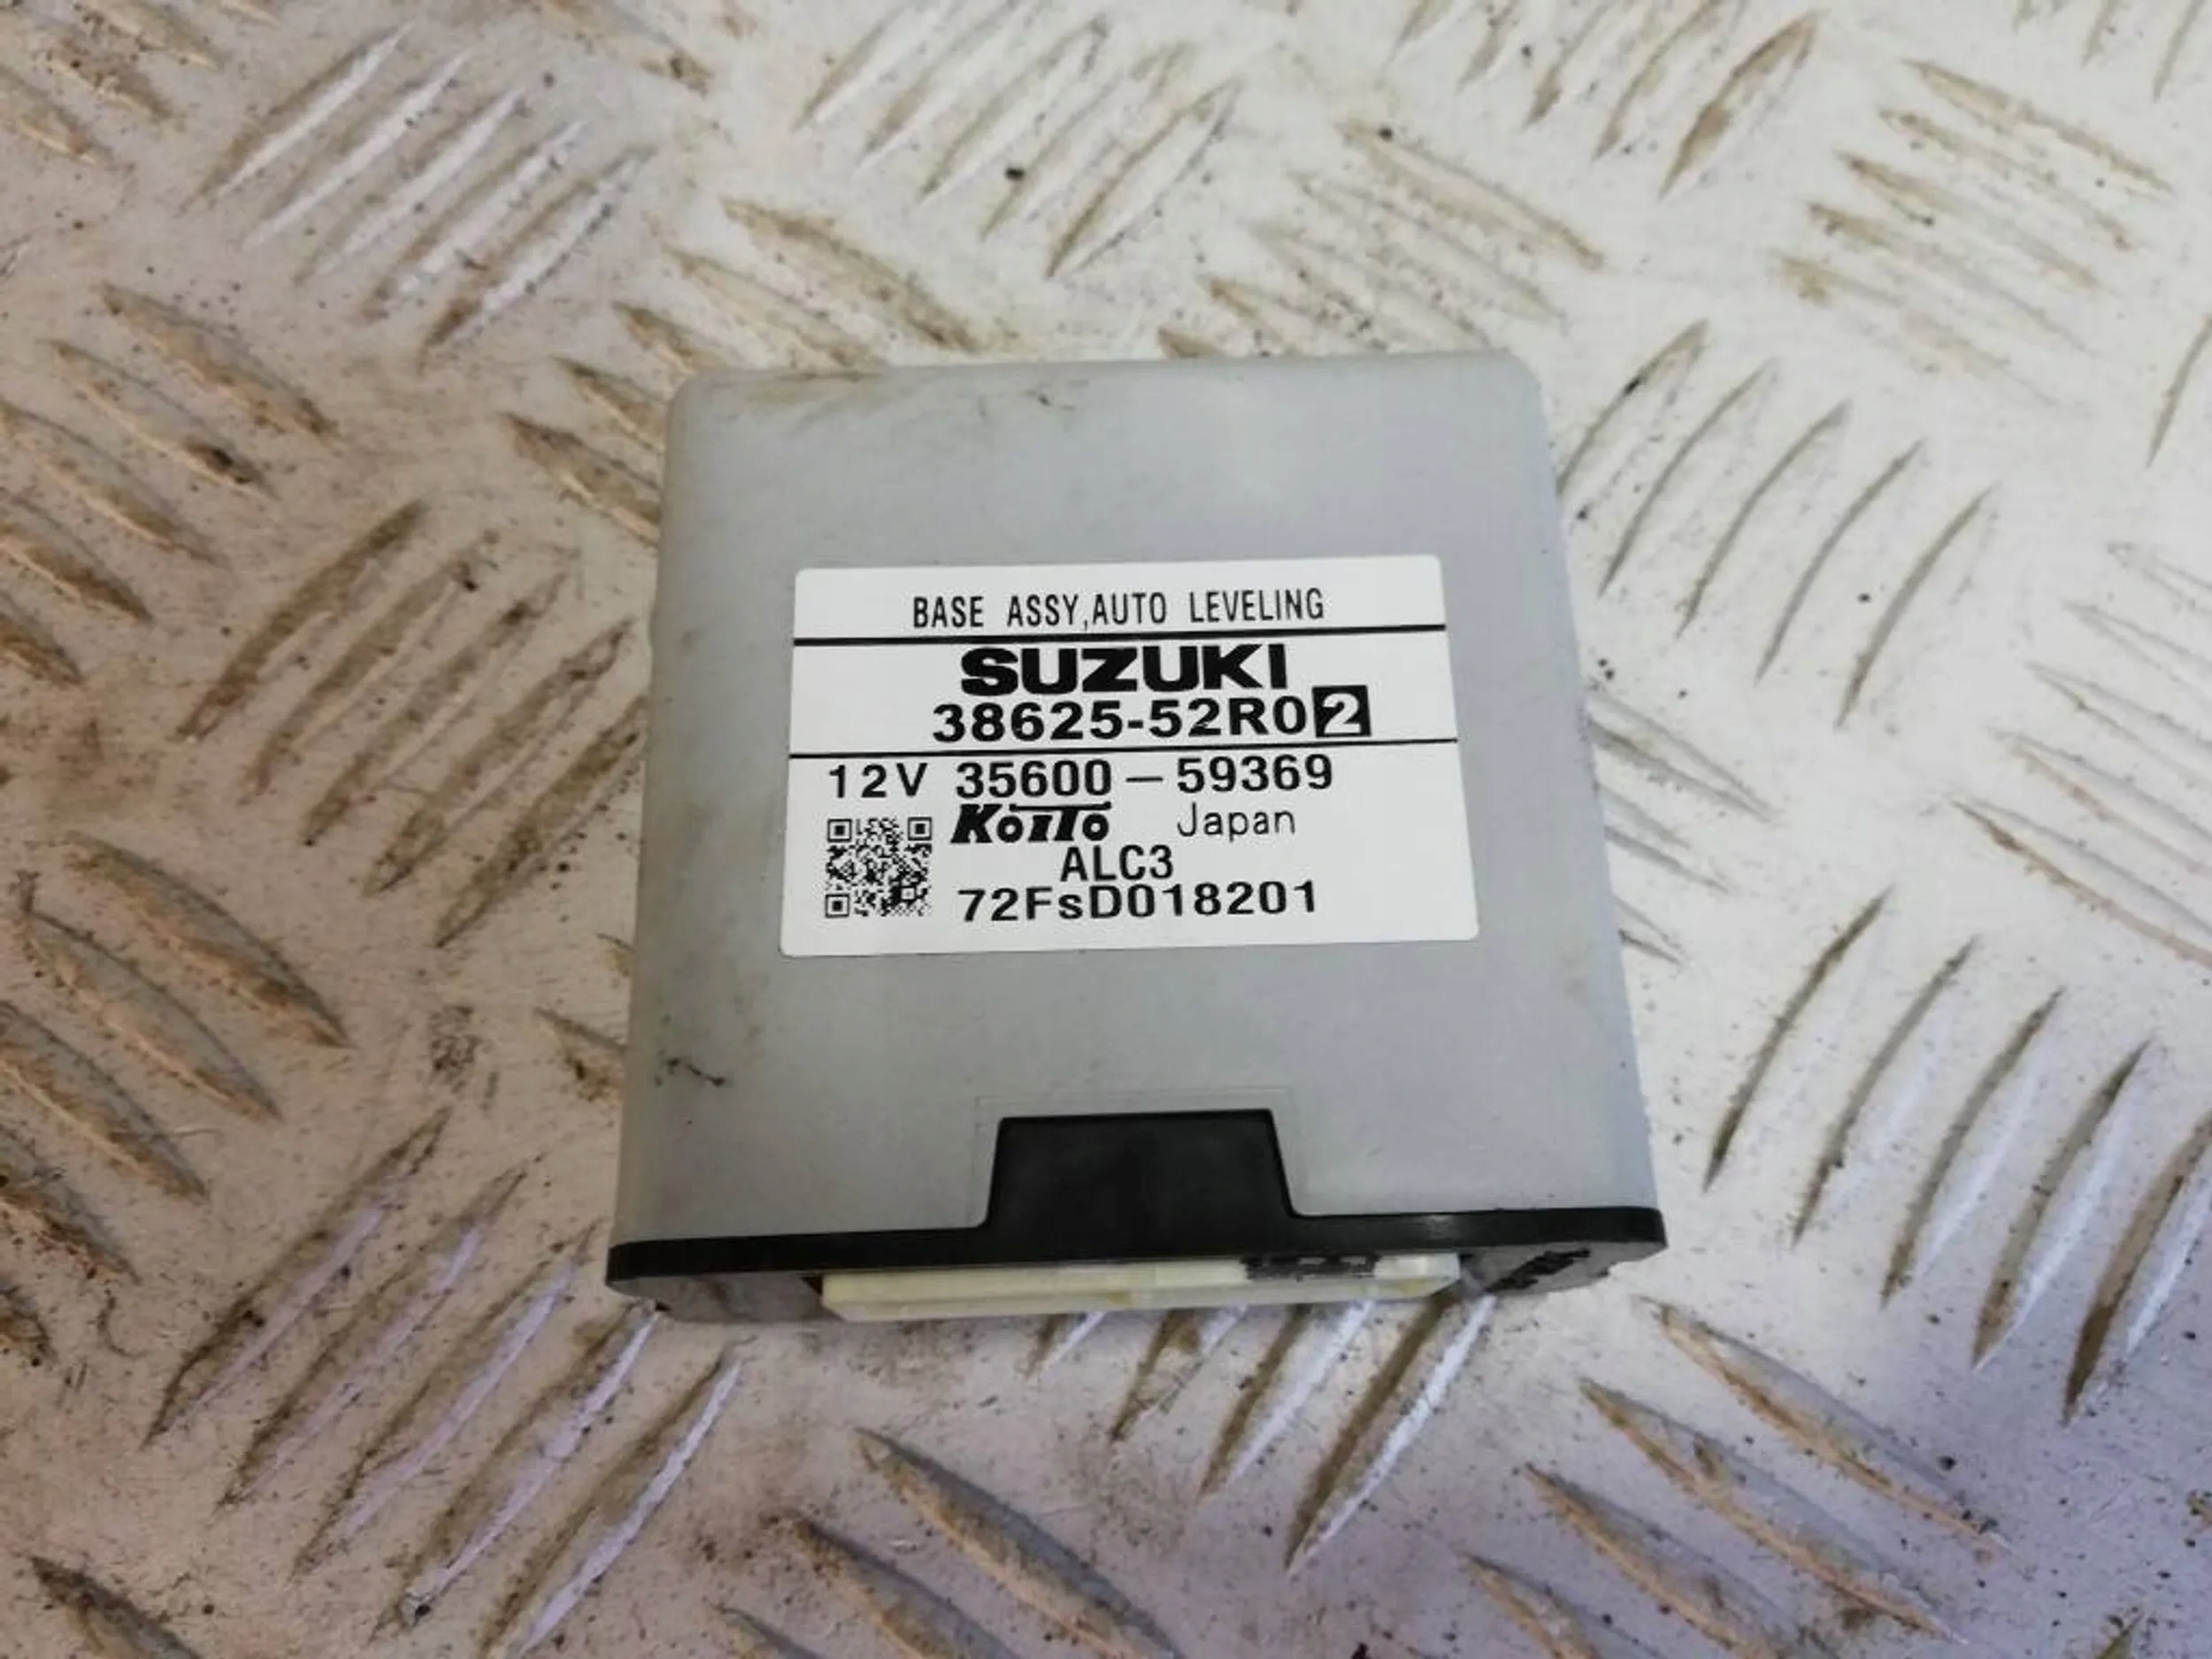 BASE ASSY,AUTO LEVELING
SUZUKI
38625-52R02
12V 35600-59369
KOITO Japan
ALC3
72FsD018201